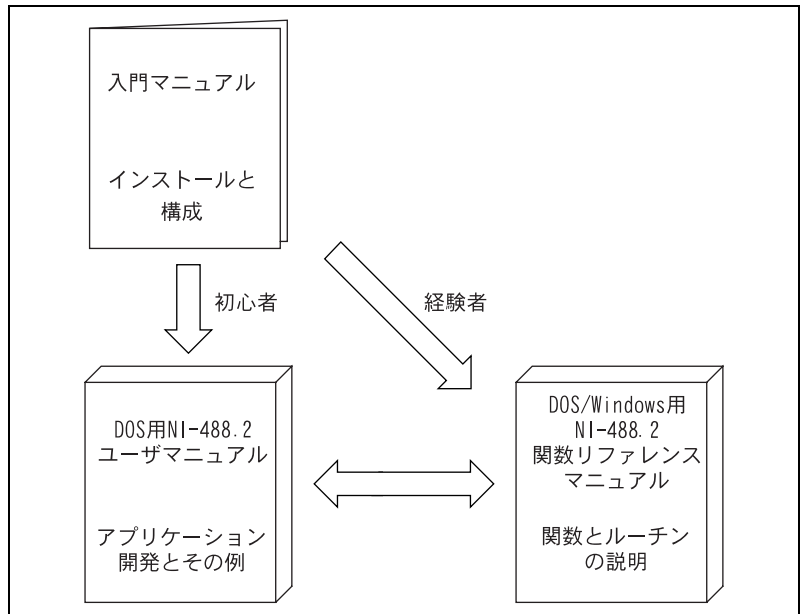 入門マニュアル
インストールと
構成
初心者
経験者
DOS用NI-488.2
ユーザマニュアル
アプリケーション
開発とその例
DOS/Windows用
NI-488.2
関数リファレンス
マニュアル
関数とルーチン
の説明